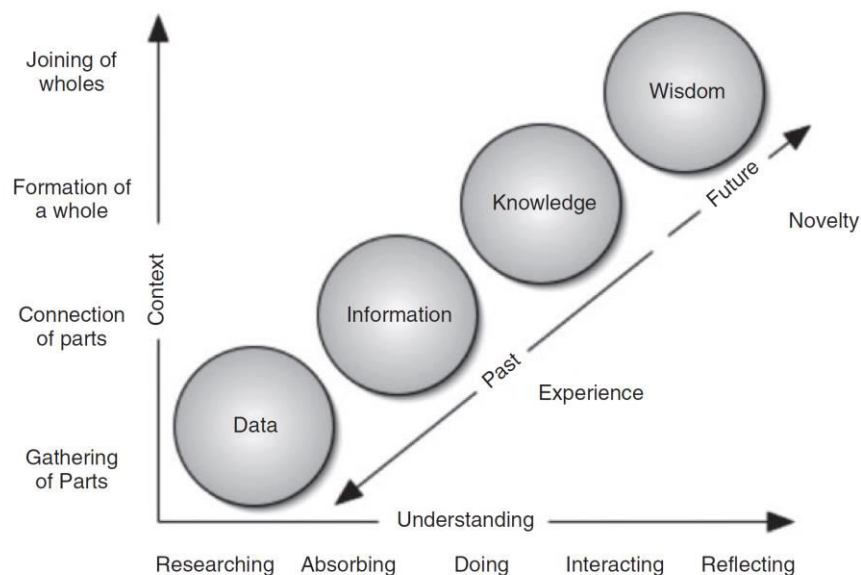 Joining of
wholes
Wisdom
Formation of
a whole
Knowledge
Future
Novelty
Context
Connection
of parts
Information
Past
Experience
Data
Gathering
of Parts
Understanding
Researching Absorbing Doing Interacting Reflecting